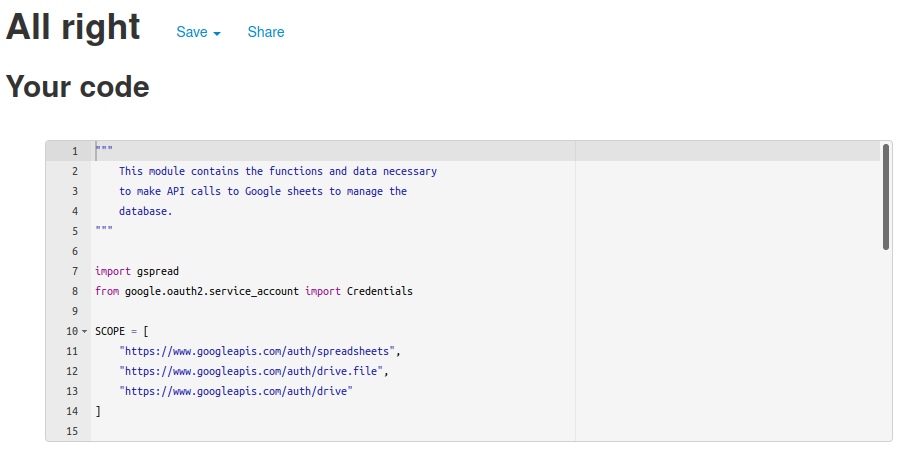 All right Save Share
Your code
1 """
2     This module contains the functions and data necessary
3     to make API calls to Google sheets to manage the
4     database.
5 """
6
7 import gspread
8 from google.oauth2.service_account import Credentials
9
10 SCOPE = [
11     "https://www.googleapis.com/auth/spreadsheets",
12     "https://www.googleapis.com/auth/drive.file",
13     "https://www.googleapis.com/auth/drive"
14 ]
15